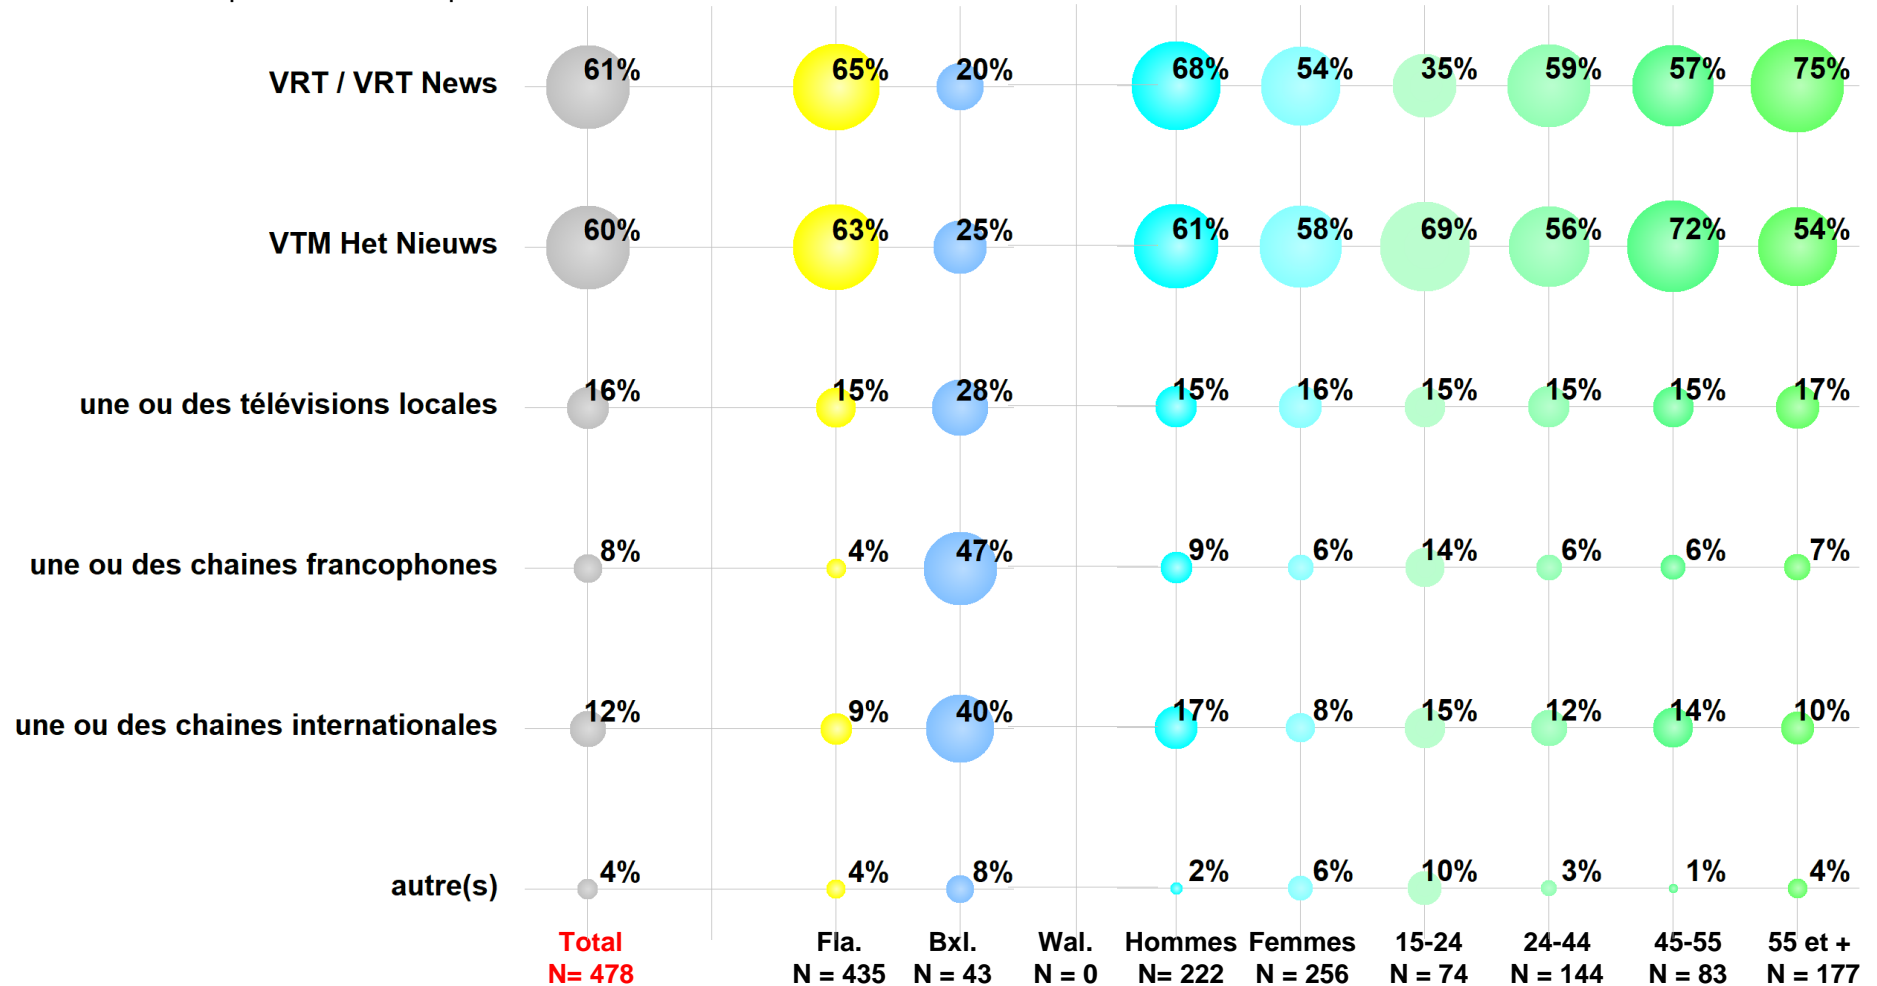 VRT / VRT News 61% 65% 20% 68% 54% 35% 59% 57% 75%
VTM Het Nieuws 60% 63% 25% 61% 58% 69% 56% 72% 54%
une ou des télévisions locales 16% 15% 28% 15% 16% 15% 15% 15% 17%
une ou des chaines francophones 8% 4% 47% 9% 6% 14% 6% 6% 7%
une ou des chaines internationales 12% 9% 40% 17% 8% 15% 12% 14% 10%
autre(s) 4% 4% 8% 2% 6% 10% 3% 1% 4%
Total Fla. Bxl. Wal. Hommes Femmes 15-24 24-44 45-55 55 et +
N= 478 N = 435 N = 43 N = 0 N= 222 N = 256 N = 74 N = 144 N = 83 N = 177